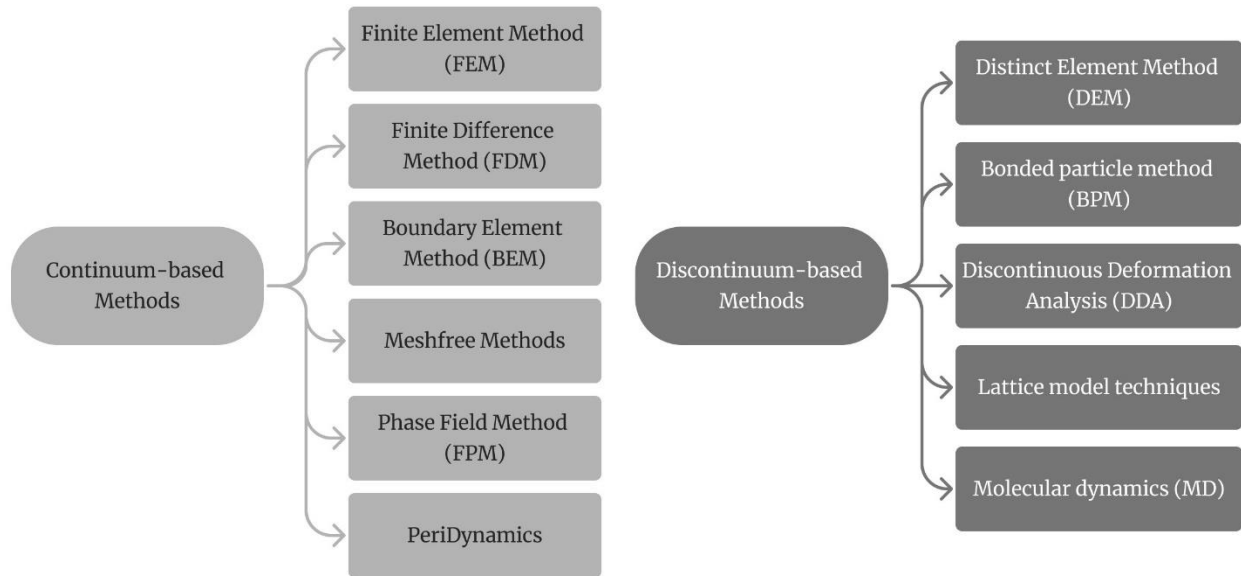 Continuum-based
Methods
Finite Element Method
(FEM)
Finite Difference
Method (FDM)
Boundary Element
Method (BEM)
Meshfree Methods
Phase Field Method
(FPM)
PeriDynamics
Discontinuum-based
Methods
Distinct Element Method
(DEM)
Bonded particle method
(BPM)
Discontinuous Deformation
Analysis (DDA)
Lattice model techniques
Molecular dynamics (MD)